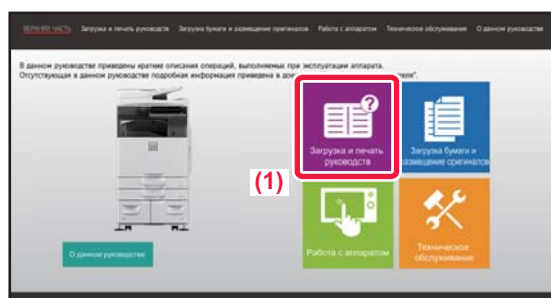 ВЕРХНЯЯ ЧАСТЬ Загрузка и печать руководств Загрузка бумаги и размещение оригиналов Работа с аппаратом Техническое обслуживание О данном руководстве
В данном руководстве приведены краткие описания операций, выполняемых при эксплуатации аппарата.
Отсутствующая в данном руководстве подробная информация приведена в док
теля".
Загрузка и печать
руководств
Загрузка бумаги и
размещение оригиналов
(1)
Работа с аппаратом
Техническое
обслуживание
О данном руководстве